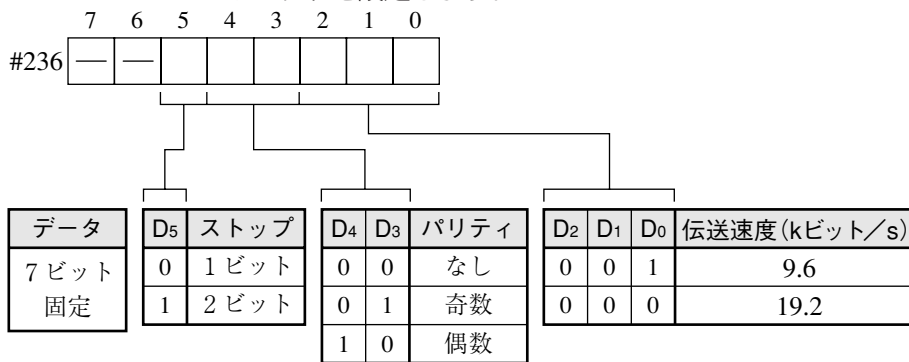 7 6 5 4 3 2 1 0
#236 — —
データ
7ビット
固定
D5 ストップ
0 1ビット
1 2ビット
D4 D3 パリティ
0 0 なし
0 1 奇数
1 0 偶数
D2 D1 D0 伝送速度(kビット／s)
0 0 1 9.6
0 0 0 19.2